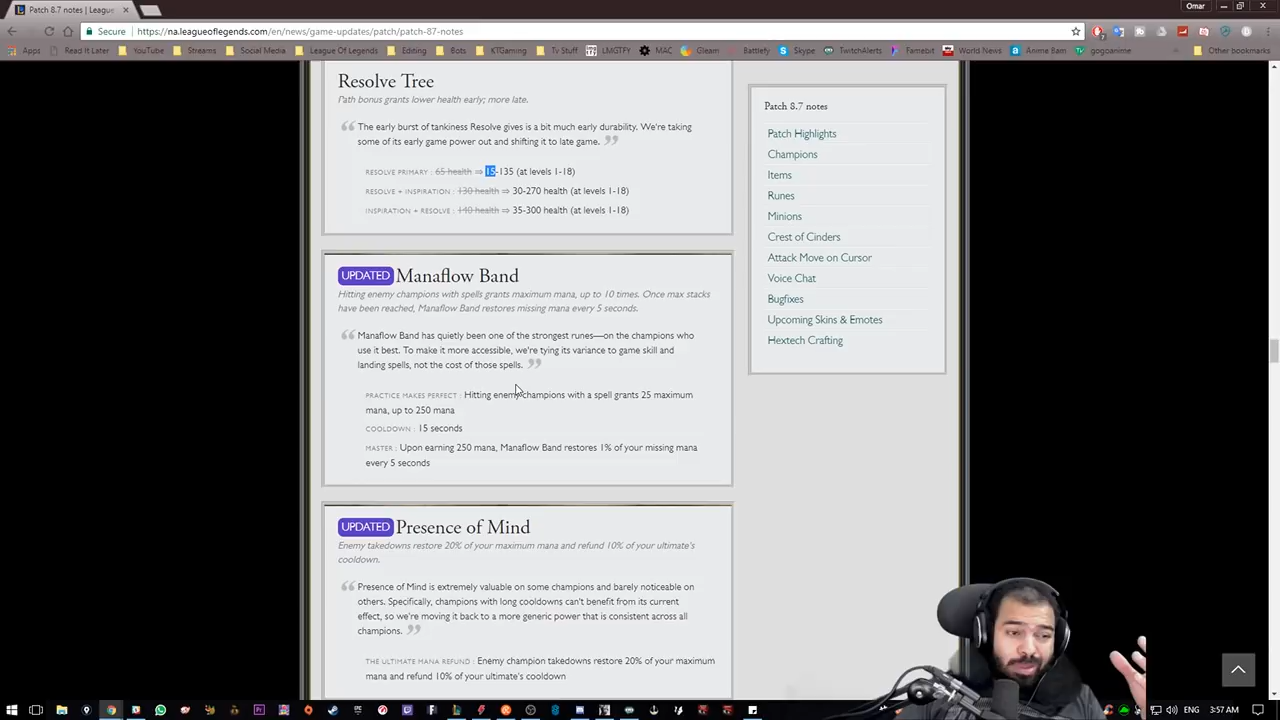 Patch 8.7 notes | League
Omar
Secure
https://na.leagueoflegends.com/en/news/game-updates/patch/patch-87-notes
Apps Read It Later YouTube Streams Social Media League Of Legends Editing Bots KTGaming Tv Stuff LMGTFY MAC Gleam Battlefy Skype TwitchAlerts Famebit World News Anime Bam gogoanime Other bookmarks
Resolve Tree
Path bonus grants lower health early; more late.
The early burst of tankiness Resolve gives is a bit much early durability. We're taking
some of its early game power out and shifting it to late game.
RESOLVE PRIMARY : 65 health ⇒ 15-135 (at levels 1-18)
RESOLVE + INSPIRATION : 130 health ⇒ 30-270 health (at levels 1-18)
INSPIRATION + RESOLVE : 140 health ⇒ 35-300 health (at levels 1-18)
UPDATED Manaflow Band
Hitting enemy champions with spells grants maximum mana, up to 10 times. Once max stacks
have been reached, Manaflow Band restores missing mana every 5 seconds.
Manaflow Band has quietly been one of the strongest runes—on the champions who
use it best. To make it more accessible, we're tying its variance to game skill and
landing spells, not the cost of those spells.
PRACTICE MAKES PERFECT : Hitting enemy champions with a spell grants 25 maximum
mana, up to 250 mana
COOLDOWN : 15 seconds
MASTER : Upon earning 250 mana, Manaflow Band restores 1% of your missing mana
every 5 seconds
UPDATED Presence of Mind
Enemy takedowns restore 20% of your maximum mana and refund 10% of your ultimate's
cooldown.
Presence of Mind is extremely valuable on some champions and barely noticeable on
others. Specifically, champions with long cooldowns can't benefit from its current
effect, so we're moving it back to a more generic power that is consistent across all
champions.
THE ULTIMATE MANA REFUND : Enemy champion takedowns restore 20% of your maximum
mana and refund 10% of your ultimate's cooldown
Patch 8.7 notes
Patch Highlights
Champions
Items
Runes
Minions
Crest of Cinders
Attack Move on Cursor
Voice Chat
Bugfixes
Upcoming Skins & Emotes
Hextech Crafting
ENG 3:57 AM